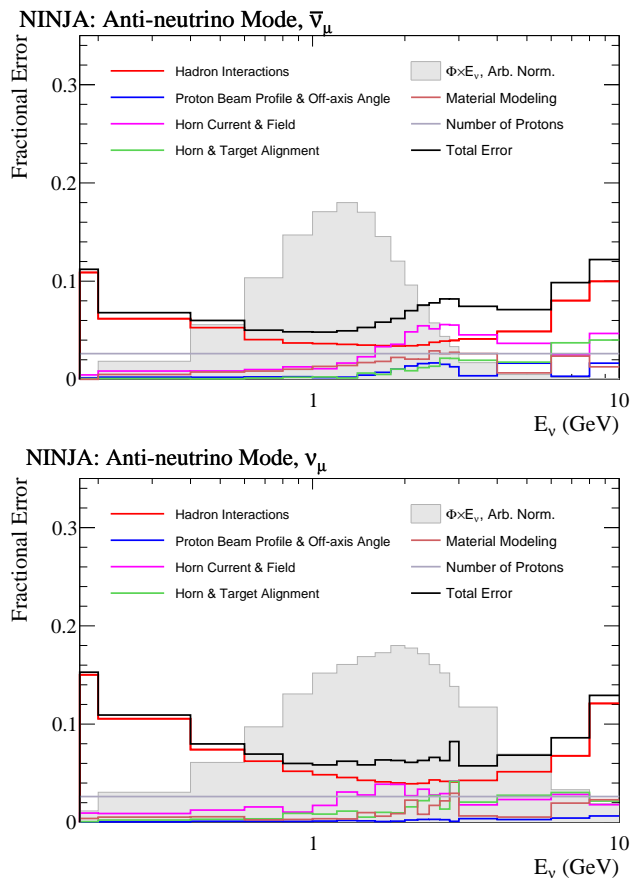 NINJA: Anti-neutrino Mode, ν̄μ
Fractional Error
0.3
0.2
0.1
0
Hadron Interactions
Proton Beam Profile & Off-axis Angle
Horn Current & Field
Horn & Target Alignment
Φ×Eν, Arb. Norm.
Material Modeling
Number of Protons
Total Error
1
10
Eν (GeV)
NINJA: Anti-neutrino Mode, νμ
Fractional Error
0.3
0.2
0.1
0
Hadron Interactions
Proton Beam Profile & Off-axis Angle
Horn Current & Field
Horn & Target Alignment
Φ×Eν, Arb. Norm.
Material Modeling
Number of Protons
Total Error
1
10
Eν (GeV)